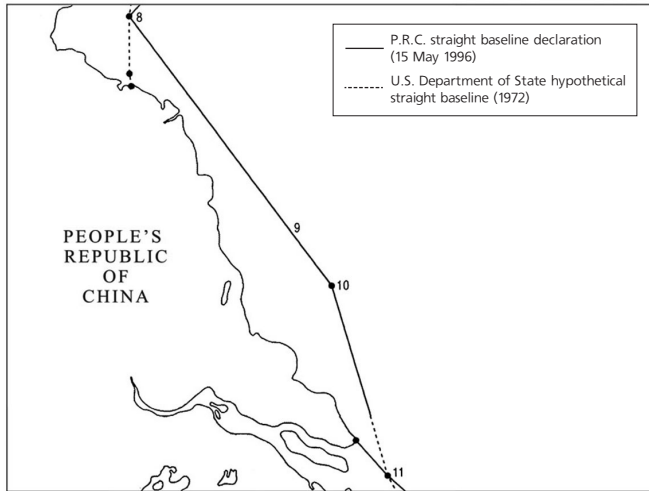 8
P.R.C. straight baseline declaration
(15 May 1996)
U.S. Department of State hypothetical
straight baseline (1972)
9
PEOPLE'S
REPUBLIC
OF
CHINA
10
11